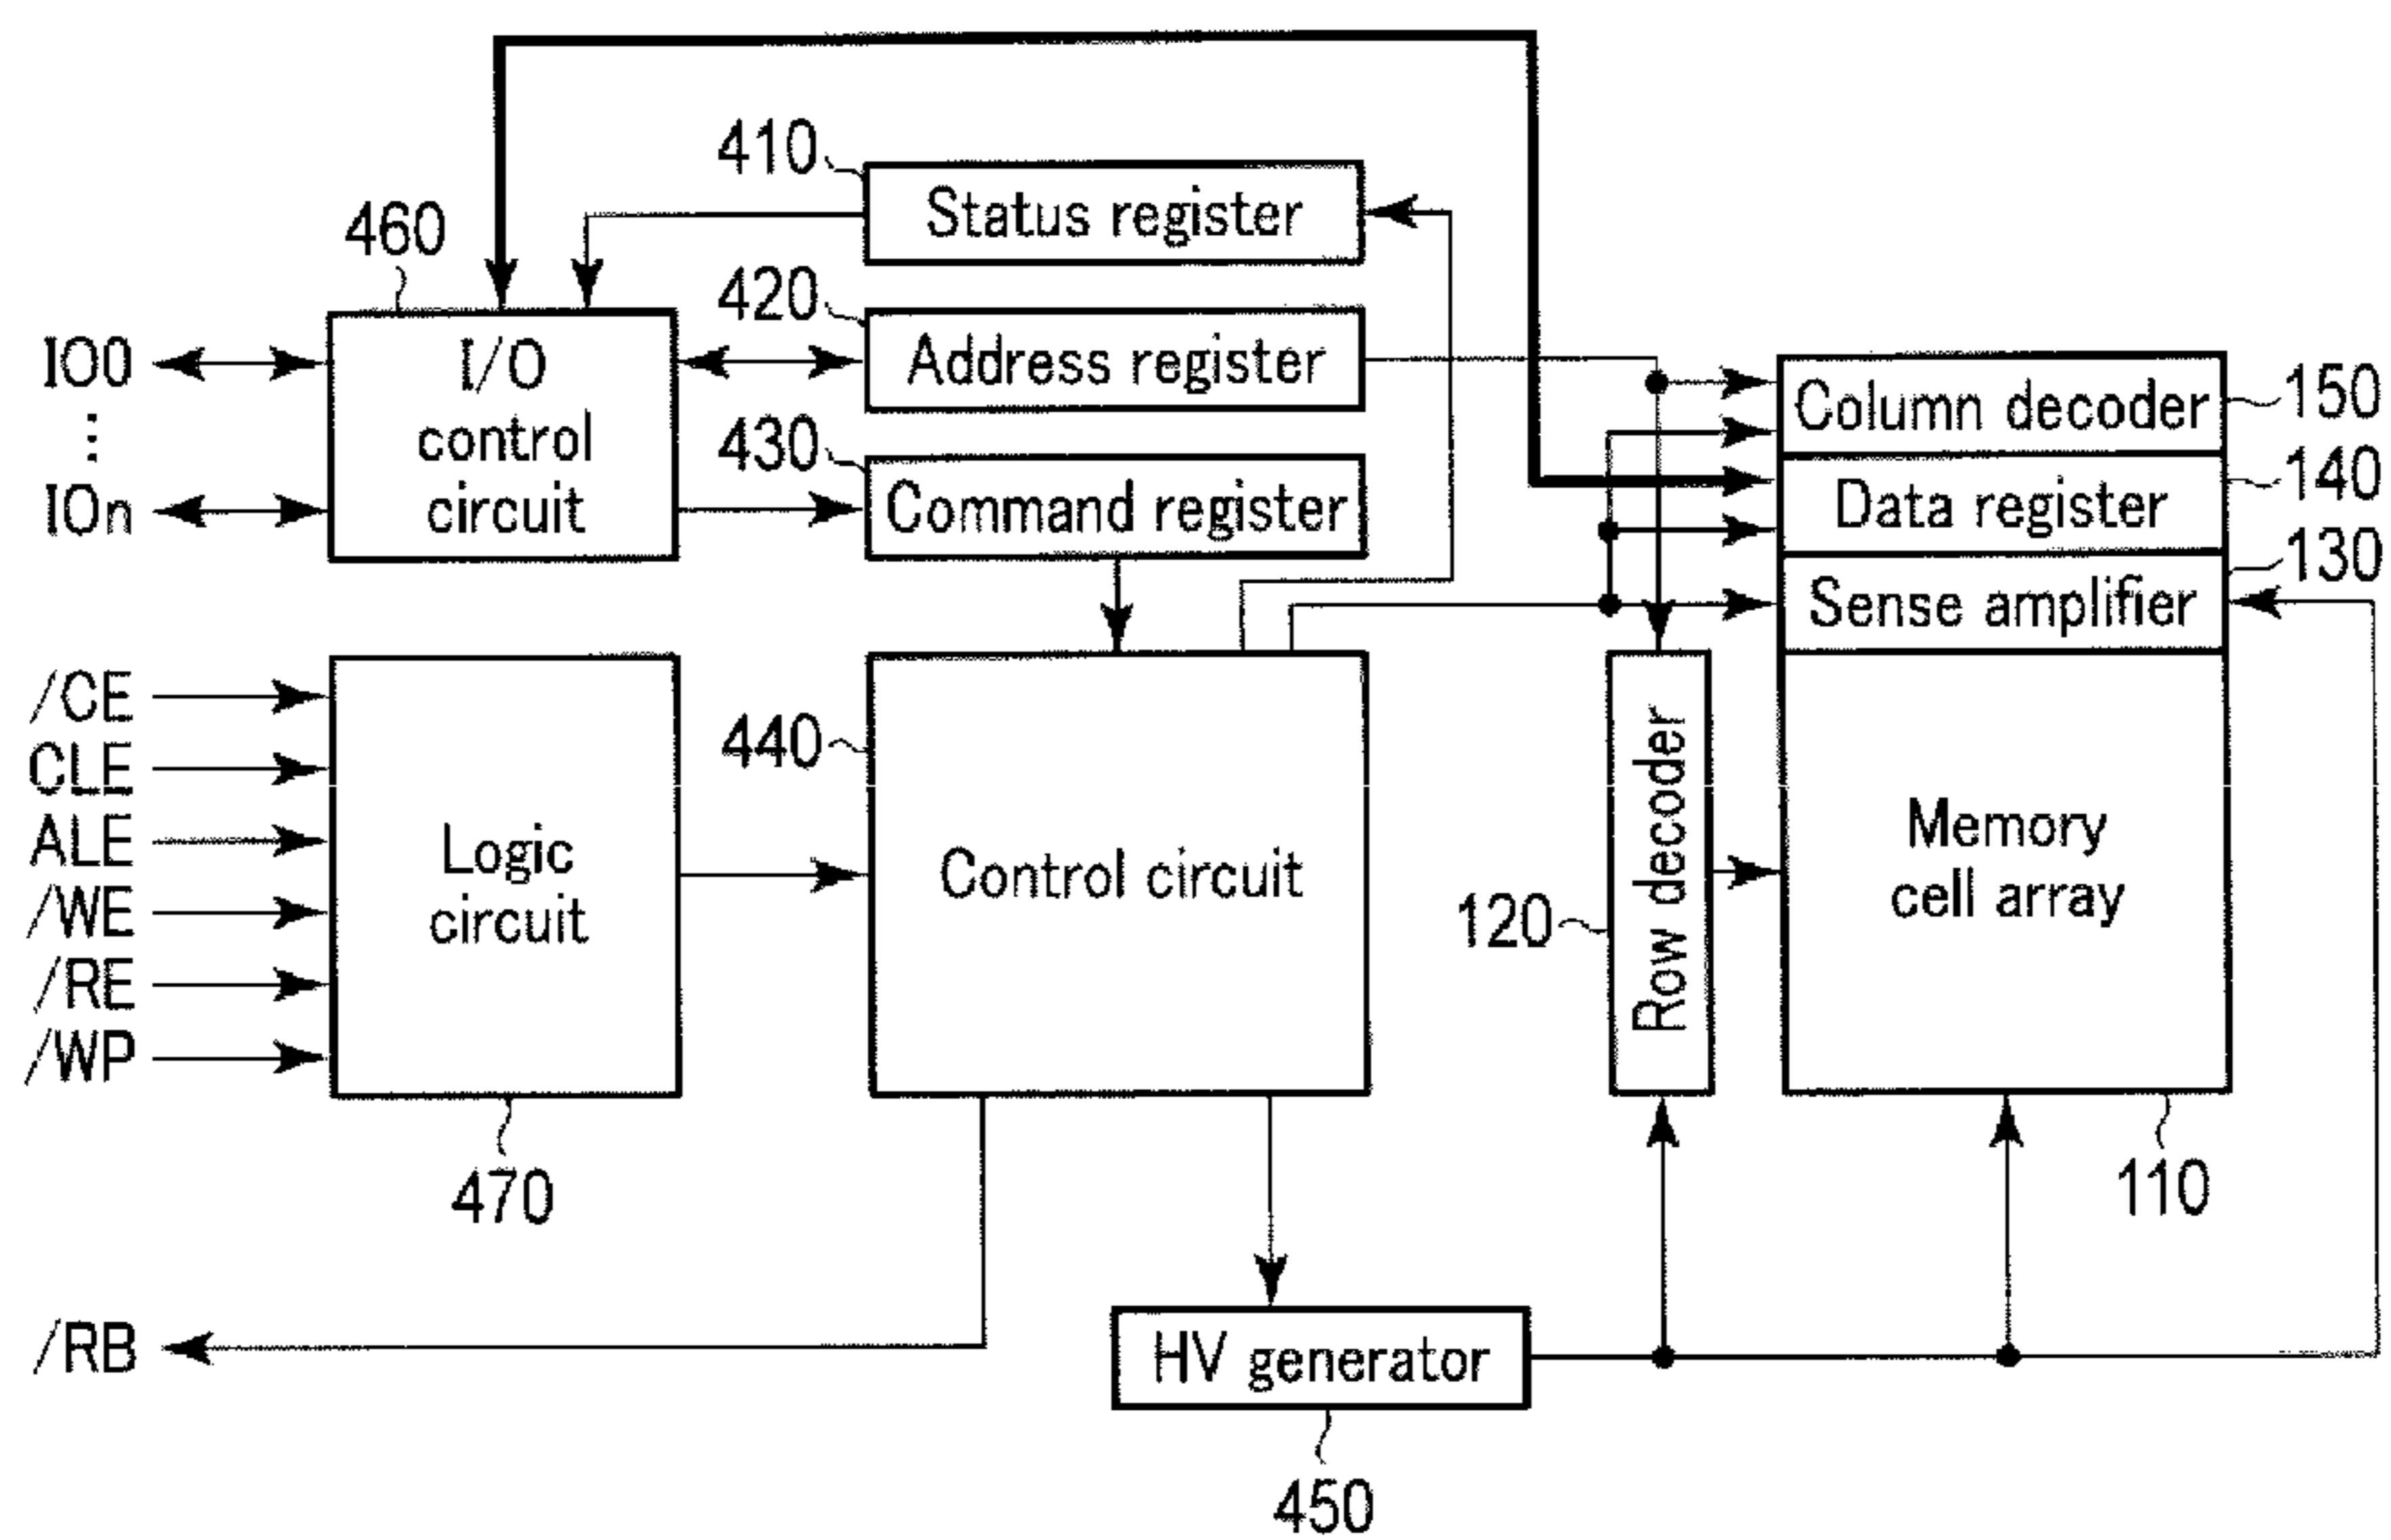 410
Status register
460
420
IO0
I/O
control
circuit
Address register
⋮
IOn
430
Command register
Column decoder
150
Data register
140
Sense amplifier
130
/CE
CLE
ALE
/WE
/RE
/WP
Logic
circuit
470
440
Control circuit
120
Row decoder
Memory
cell array
110
/RB
HV generator
450